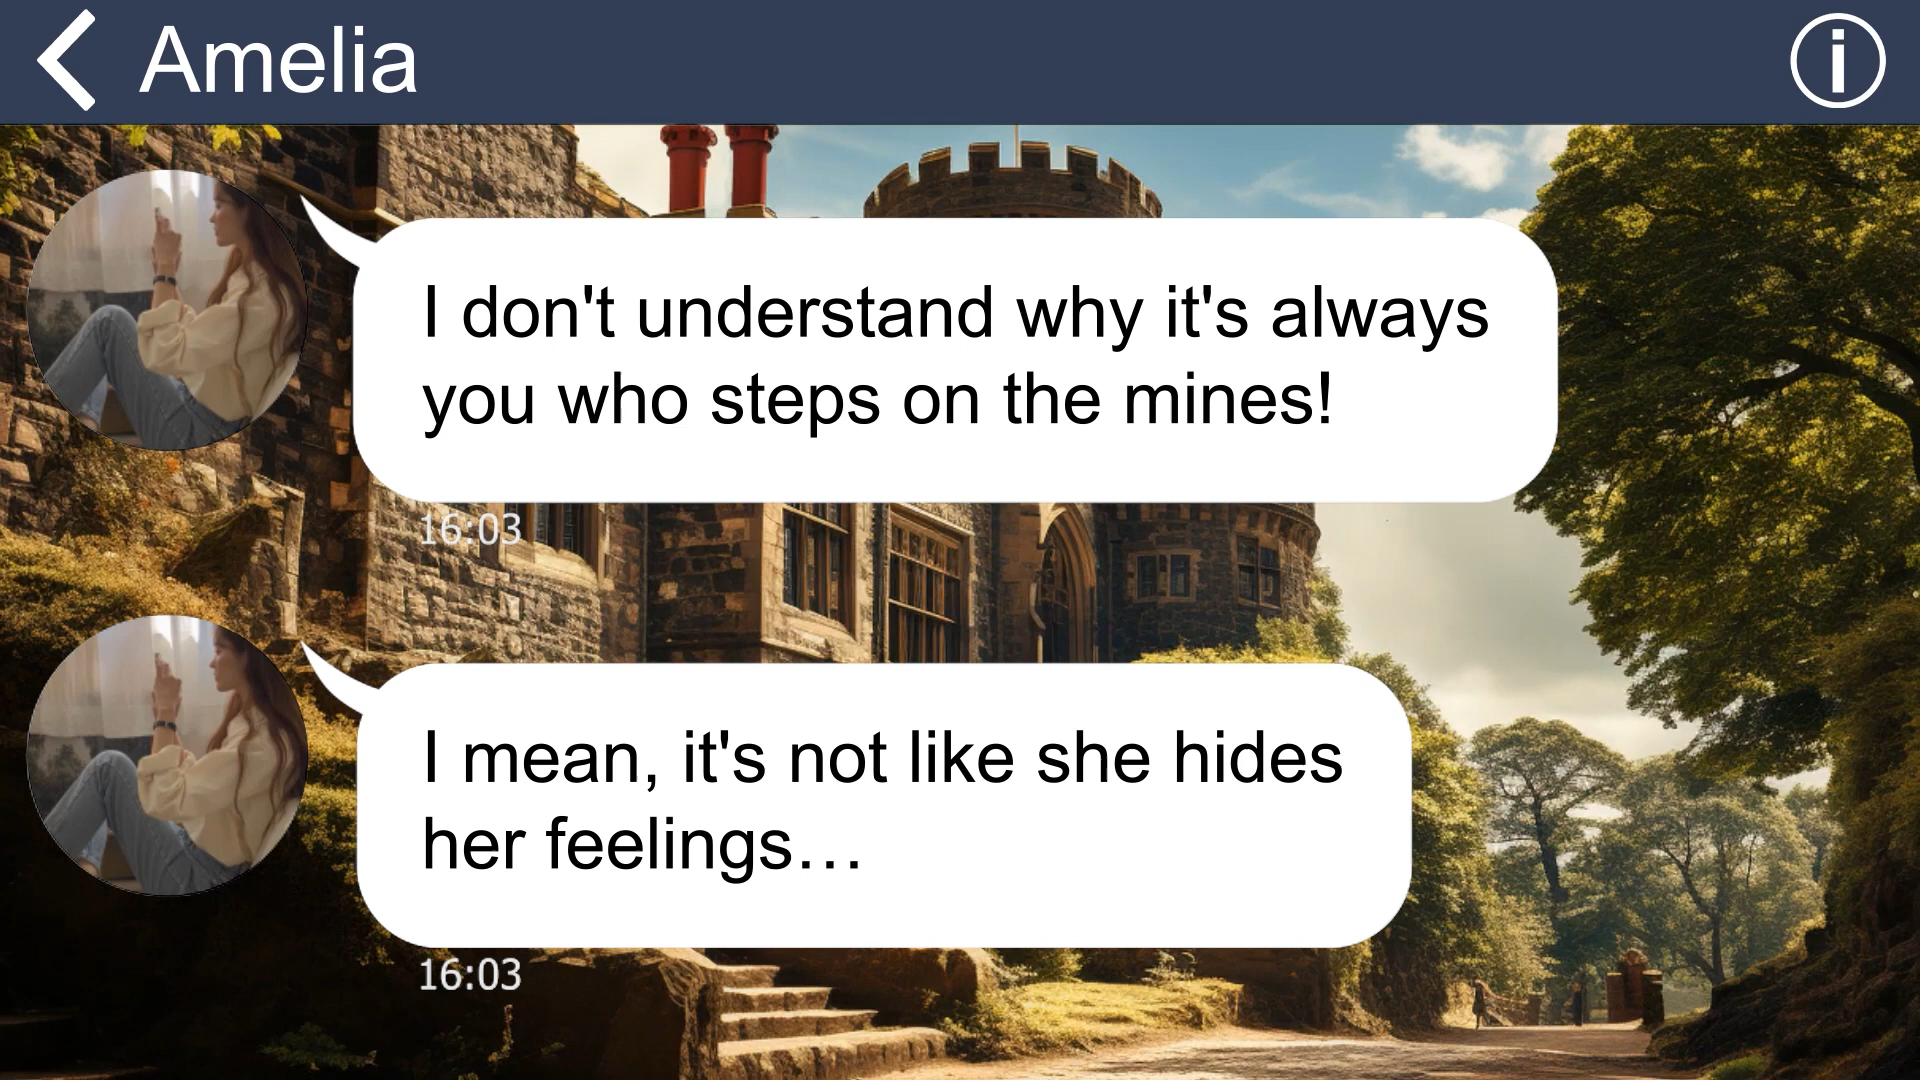 Amelia
I don't understand why it's always
you who steps on the mines!
16:03
I mean, it's not like she hides
her feelings…
16:03